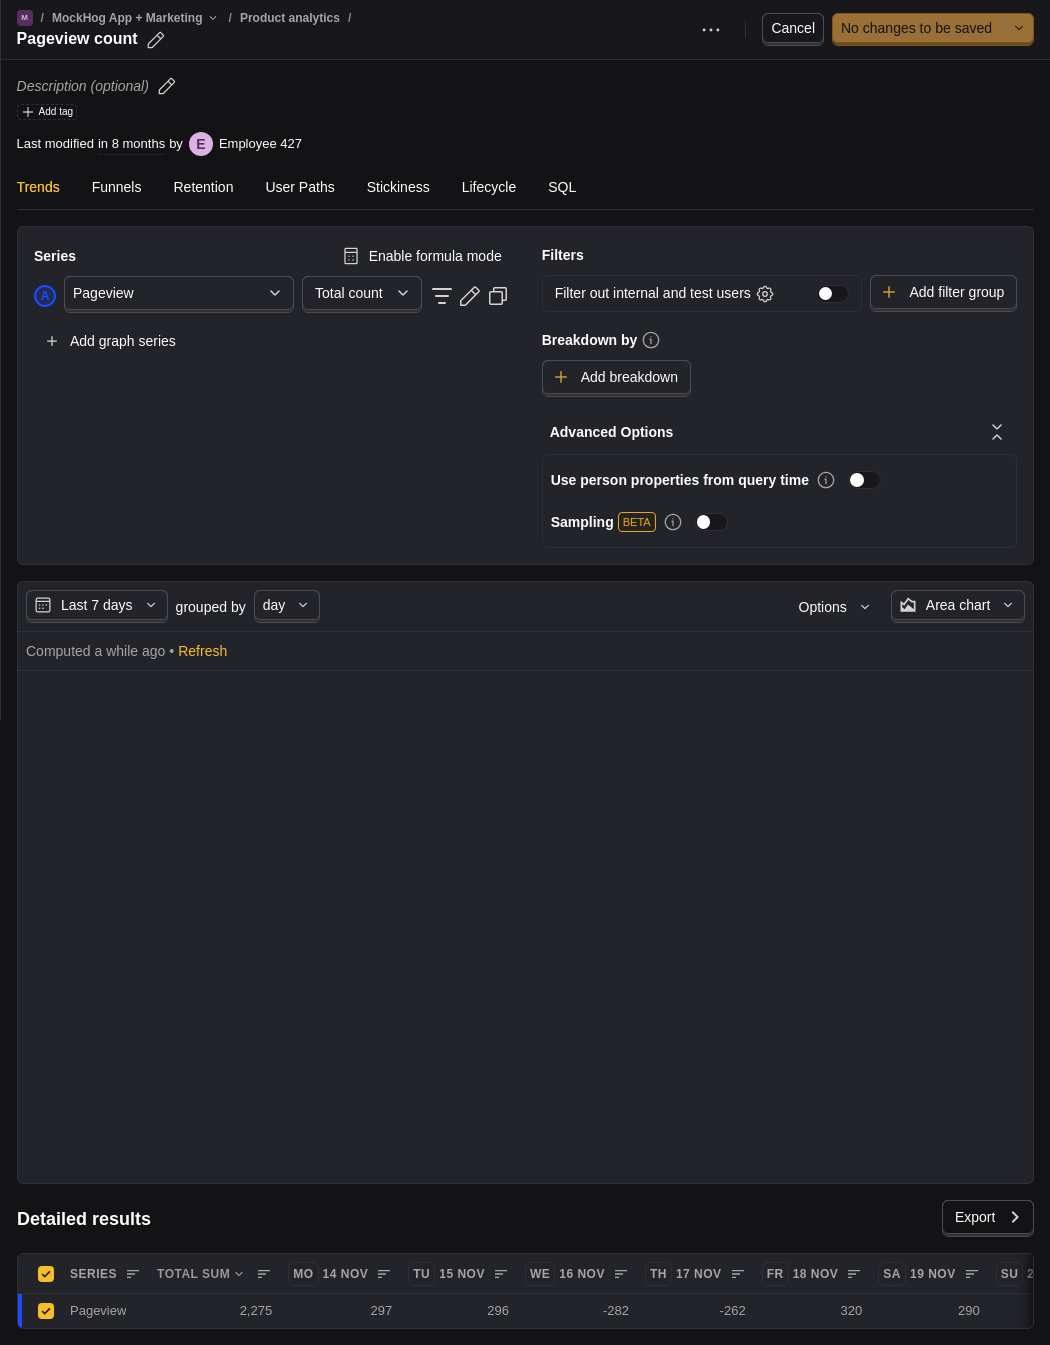 M / MockHog App + Marketing / Product analytics /
Pageview count
Cancel
No changes to be saved
Description (optional)
Add tag
Last modified in 8 months by E Employee 427
Trends Funnels Retention User Paths Stickiness Lifecycle SQL
Series
Enable formula mode
A Pageview Total count
Add graph series
Filters
Filter out internal and test users
Add filter group
Breakdown by
Add breakdown
Advanced Options
Use person properties from query time
Sampling BETA
Last 7 days grouped by day Options Area chart
Computed a while ago • Refresh
Detailed results
Export
SERIES TOTAL SUM MO 14 NOV TU 15 NOV WE 16 NOV TH 17 NOV FR 18 NOV SA 19 NOV SU 2
Pageview 2,275 297 296 -282 -262 320 290